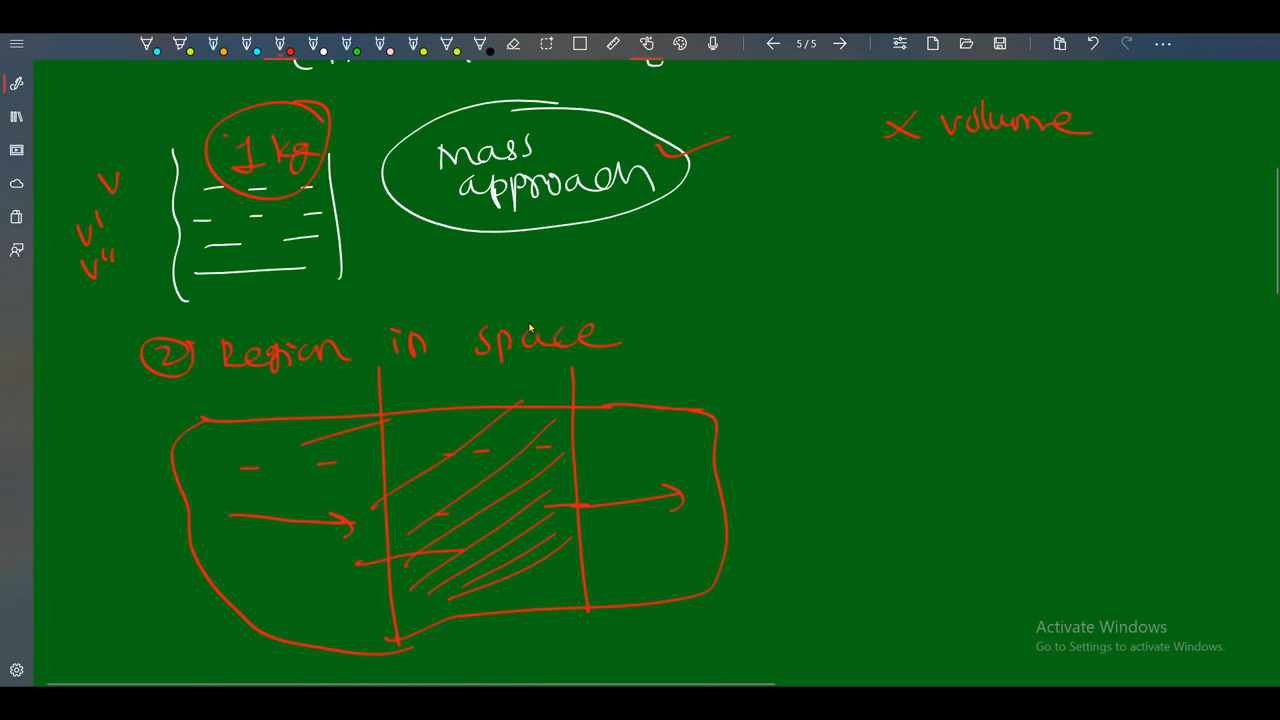 5/5
x volume
1 kg
Mass
approach
V
V'
V"
② Region in space
Activate Windows
Go to Settings to activate Windows.